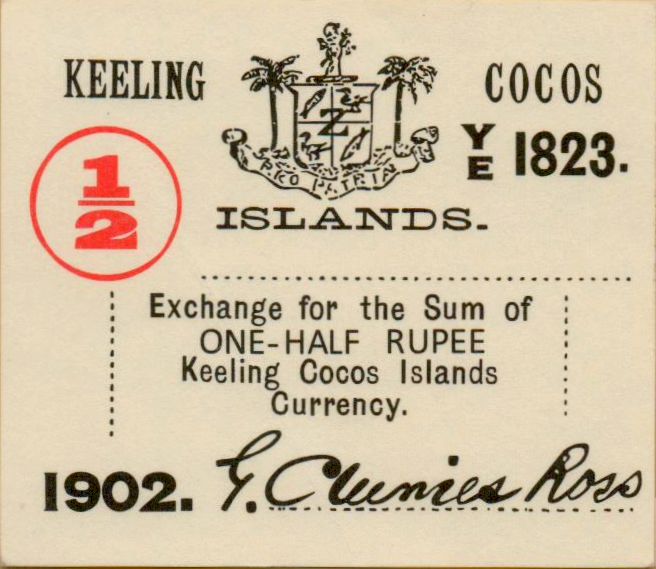 KEELING COCOS
Z
PRO PATRIA
1/2
YE 1823.
ISLANDS.
Exchange for the Sum of
ONE-HALF RUPEE
Keeling Cocos Islands
Currency.
1902. G. Clunies Ross